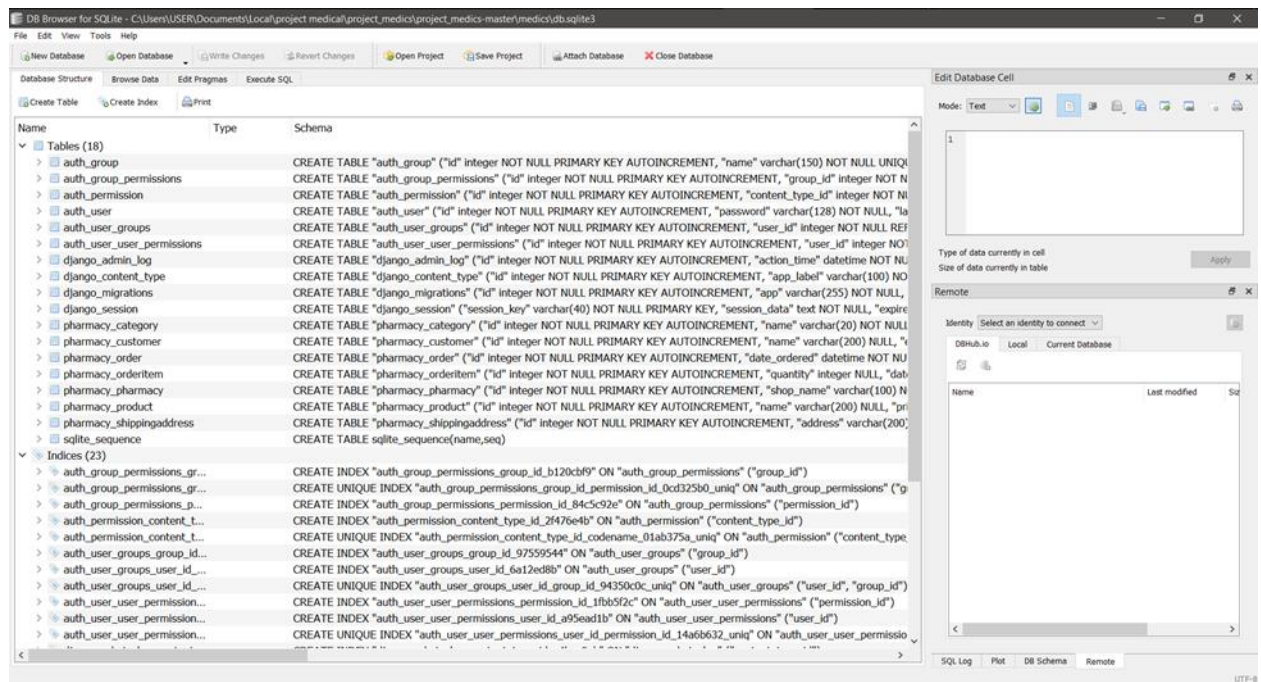 DB Browser for SQLite - C:\Users\USER\Documents\Local\project medical\project_medics\project_medics-master\medics\db.sqlite3
File Edit View Tools Help
New Database Open Database Write Changes Revert Changes Open Project Save Project Attach Database Close Database
Database Structure Browse Data Edit Pragmas Execute SQL
Create Table Create Index Print
Name Type Schema
Tables (18)
auth_group CREATE TABLE "auth_group" ("id" integer NOT NULL PRIMARY KEY AUTOINCREMENT, "name" varchar(150) NOT NULL UNIQ
auth_group_permissions CREATE TABLE "auth_group_permissions" ("id" integer NOT NULL PRIMARY KEY AUTOINCREMENT, "group_id" integer NOT N
auth_permission CREATE TABLE "auth_permission" ("id" integer NOT NULL PRIMARY KEY AUTOINCREMENT, "content_type_id" integer NOT N
auth_user CREATE TABLE "auth_user" ("id" integer NOT NULL PRIMARY KEY AUTOINCREMENT, "password" varchar(128) NOT NULL, "la
auth_user_groups CREATE TABLE "auth_user_groups" ("id" integer NOT NULL PRIMARY KEY AUTOINCREMENT, "user_id" integer NOT NULL REF
auth_user_user_permissions CREATE TABLE "auth_user_user_permissions" ("id" integer NOT NULL PRIMARY KEY AUTOINCREMENT, "user_id" integer NOT
django_admin_log CREATE TABLE "django_admin_log" ("id" integer NOT NULL PRIMARY KEY AUTOINCREMENT, "action_time" datetime NOT NU
django_content_type CREATE TABLE "django_content_type" ("id" integer NOT NULL PRIMARY KEY AUTOINCREMENT, "app_label" varchar(100) NO
django_migrations CREATE TABLE "django_migrations" ("id" integer NOT NULL PRIMARY KEY AUTOINCREMENT, "app" varchar(255) NOT NULL,
django_session CREATE TABLE "django_session" ("session_key" varchar(40) NOT NULL PRIMARY KEY, "session_data" text NOT NULL, "expire
pharmacy_category CREATE TABLE "pharmacy_category" ("id" integer NOT NULL PRIMARY KEY AUTOINCREMENT, "name" varchar(20) NOT NULL
pharmacy_customer CREATE TABLE "pharmacy_customer" ("id" integer NOT NULL PRIMARY KEY AUTOINCREMENT, "name" varchar(200) NULL, "e
pharmacy_order CREATE TABLE "pharmacy_order" ("id" integer NOT NULL PRIMARY KEY AUTOINCREMENT, "date_ordered" datetime NOT NU
pharmacy_orderitem CREATE TABLE "pharmacy_orderitem" ("id" integer NOT NULL PRIMARY KEY AUTOINCREMENT, "quantity" integer NULL, "dat
pharmacy_pharmacy CREATE TABLE "pharmacy_pharmacy" ("id" integer NOT NULL PRIMARY KEY AUTOINCREMENT, "shop_name" varchar(100) N
pharmacy_product CREATE TABLE "pharmacy_product" ("id" integer NOT NULL PRIMARY KEY AUTOINCREMENT, "name" varchar(200) NULL, "pri
pharmacy_shippingaddress CREATE TABLE "pharmacy_shippingaddress" ("id" integer NOT NULL PRIMARY KEY AUTOINCREMENT, "address" varchar(200)
sqlite_sequence CREATE TABLE sqlite_sequence(name,seq)
Indices (23)
auth_group_permissions_gr... CREATE INDEX "auth_group_permissions_group_id_b120cbf9" ON "auth_group_permissions" ("group_id")
auth_group_permissions_gr... CREATE UNIQUE INDEX "auth_group_permissions_group_id_permission_id_0cd325b0_uniq" ON "auth_group_permissions" ("g
auth_group_permissions_p... CREATE INDEX "auth_group_permissions_permission_id_84c5c92e" ON "auth_group_permissions" ("permission_id")
auth_permission_content_t... CREATE INDEX "auth_permission_content_type_id_2f476e4b" ON "auth_permission" ("content_type_id")
auth_permission_content_t... CREATE UNIQUE INDEX "auth_permission_content_type_id_codename_01ab375a_uniq" ON "auth_permission" ("content_type
auth_user_groups_group_id... CREATE INDEX "auth_user_groups_group_id_97559544" ON "auth_user_groups" ("group_id")
auth_user_groups_user_id_... CREATE INDEX "auth_user_groups_user_id_6a12ed8b" ON "auth_user_groups" ("user_id")
auth_user_groups_user_id_... CREATE UNIQUE INDEX "auth_user_groups_user_id_group_id_94350c0c_uniq" ON "auth_user_groups" ("user_id", "group_id")
auth_user_user_permission... CREATE INDEX "auth_user_user_permissions_permission_id_1fbb5f2c" ON "auth_user_user_permissions" ("permission_id")
auth_user_user_permission... CREATE INDEX "auth_user_user_permissions_user_id_a95ead1b" ON "auth_user_user_permissions" ("user_id")
auth_user_user_permission... CREATE UNIQUE INDEX "auth_user_user_permissions_user_id_permission_id_14a6b632_uniq" ON "auth_user_user_permissio
Edit Database Cell
Mode: Text
1
Type of data currently in cell
Size of data currently in table
Apply
Remote
Identity Select an identity to connect
DBHub.io Local Current Database
Name Last modified Siz
SQL Log Plot DB Schema Remote
UTF-8